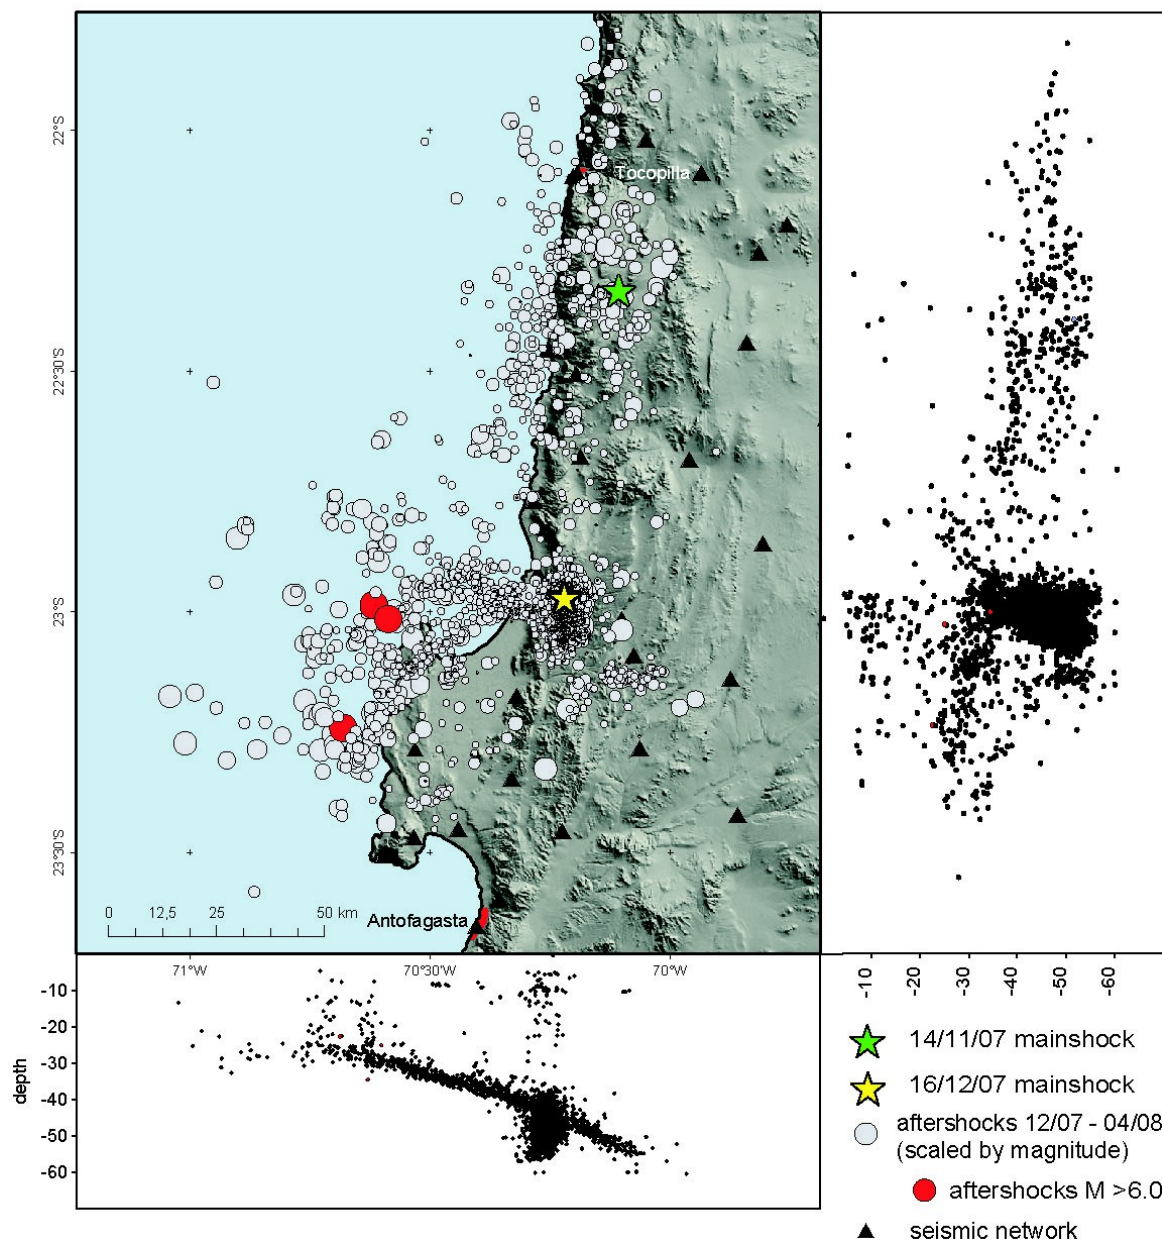 22°S
Tocopilla
22°30'S
23°S
23°30'S
0 12,5 25 50 km
Antofagasta
71°W 70°30'W 70°W
-10 -20 -30 -40 -50 -60
-10
-20
-30
-40
-50
-60
depth
14/11/07 mainshock
16/12/07 mainshock
aftershocks 12/07 - 04/08
(scaled by magnitude)
aftershocks M >6.0
seismic network